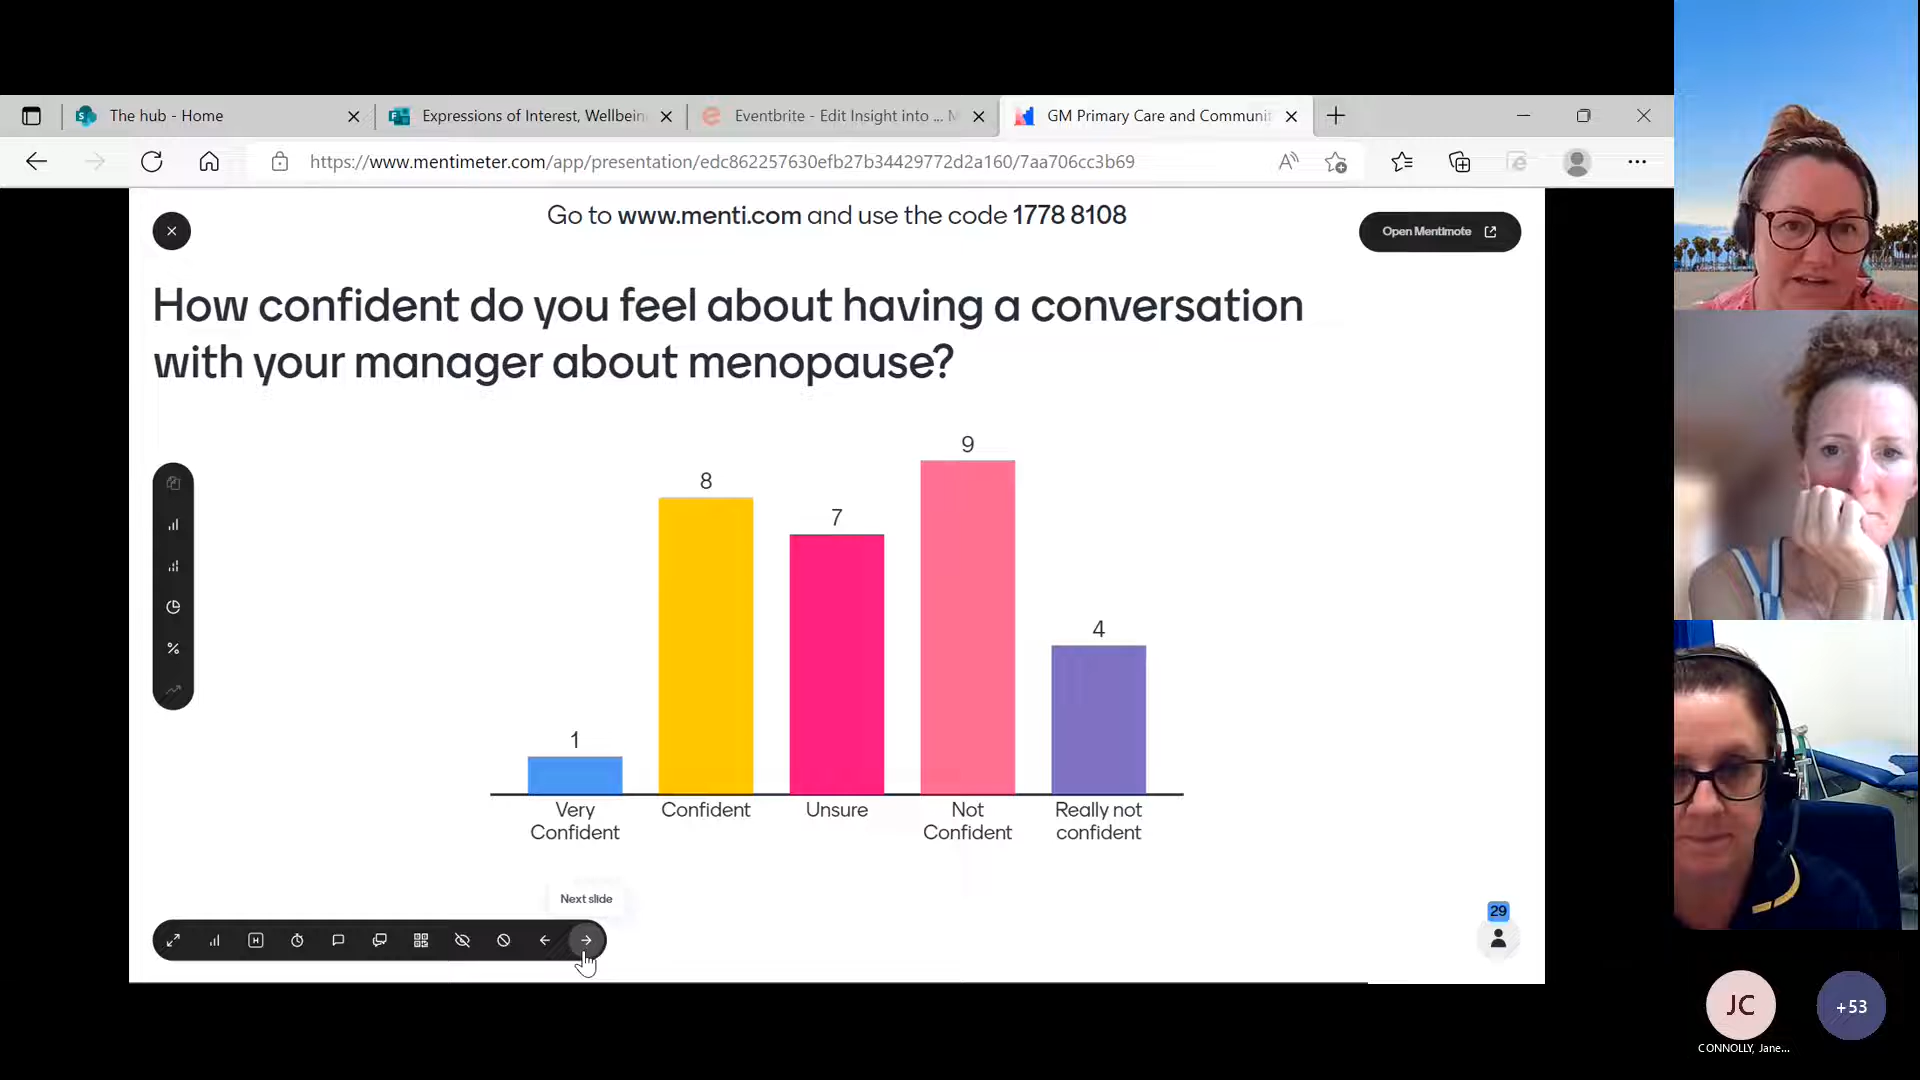 The hub - Home
Expressions of Interest, Wellbein
Eventbrite - Edit Insight into ... M
GM Primary Care and Communi
https://www.mentimeter.com/app/presentation/edc862257630efb27b34429772d2a160/7aa706cc3b69
Go to www.menti.com and use the code 1778 8108
Open Mentimote
How confident do you feel about having a conversation
with your manager about menopause?
1
8
7
9
4
Very
Confident
Confident
Unsure
Not
Confident
Really not
confident
Next slide
29
JC
+53
CONNOLLY, Jane...